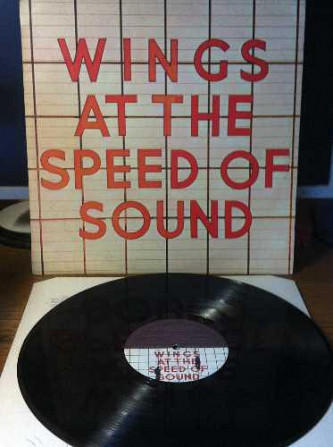 WINGS
AT THE
SPEED OF
SOUND
WINGS
AT THE
SPEED OF
SOUND